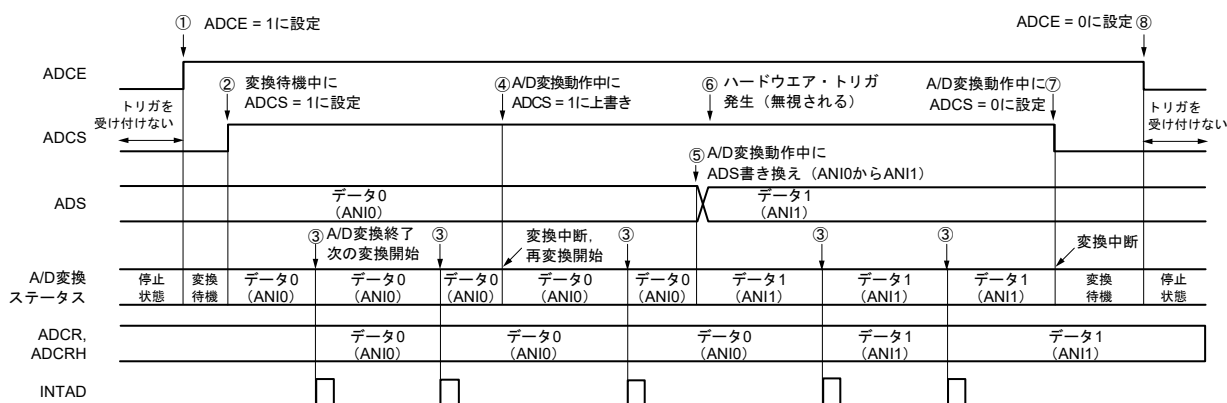 ① ADCE = 1に設定
ADCE = 0に設定 ⑧
ADCE
② 変換待機中に
ADCS = 1に設定
④ A/D変換動作中に
ADCS = 1に上書き
⑥ ハードウエア・トリガ
発生（無視される）
A/D変換動作中に⑦
ADCS = 0に設定
トリガを
受け付けない
トリガを
受け付けない
ADCS
⑤ A/D変換動作中に
ADS書き換え（ANI0からANI1）
ADS
データ0
（ANI0）
データ1
（ANI1）
③ A/D変換終了
次の変換開始
③
変換中断，
再変換開始
③
③
③
変換中断
A/D変換
ステータス
停止
状態
変換
待機
データ0
（ANI0）
データ0
（ANI0）
データ0
（ANI0）
データ0
（ANI0）
データ0
（ANI0）
データ1
（ANI1）
データ1
（ANI1）
データ1
（ANI1）
変換
待機
停止
状態
ADCR,
ADCRH
データ0
（ANI0）
データ0
（ANI0）
データ0
（ANI0）
データ1
（ANI1）
データ1
（ANI1）
INTAD